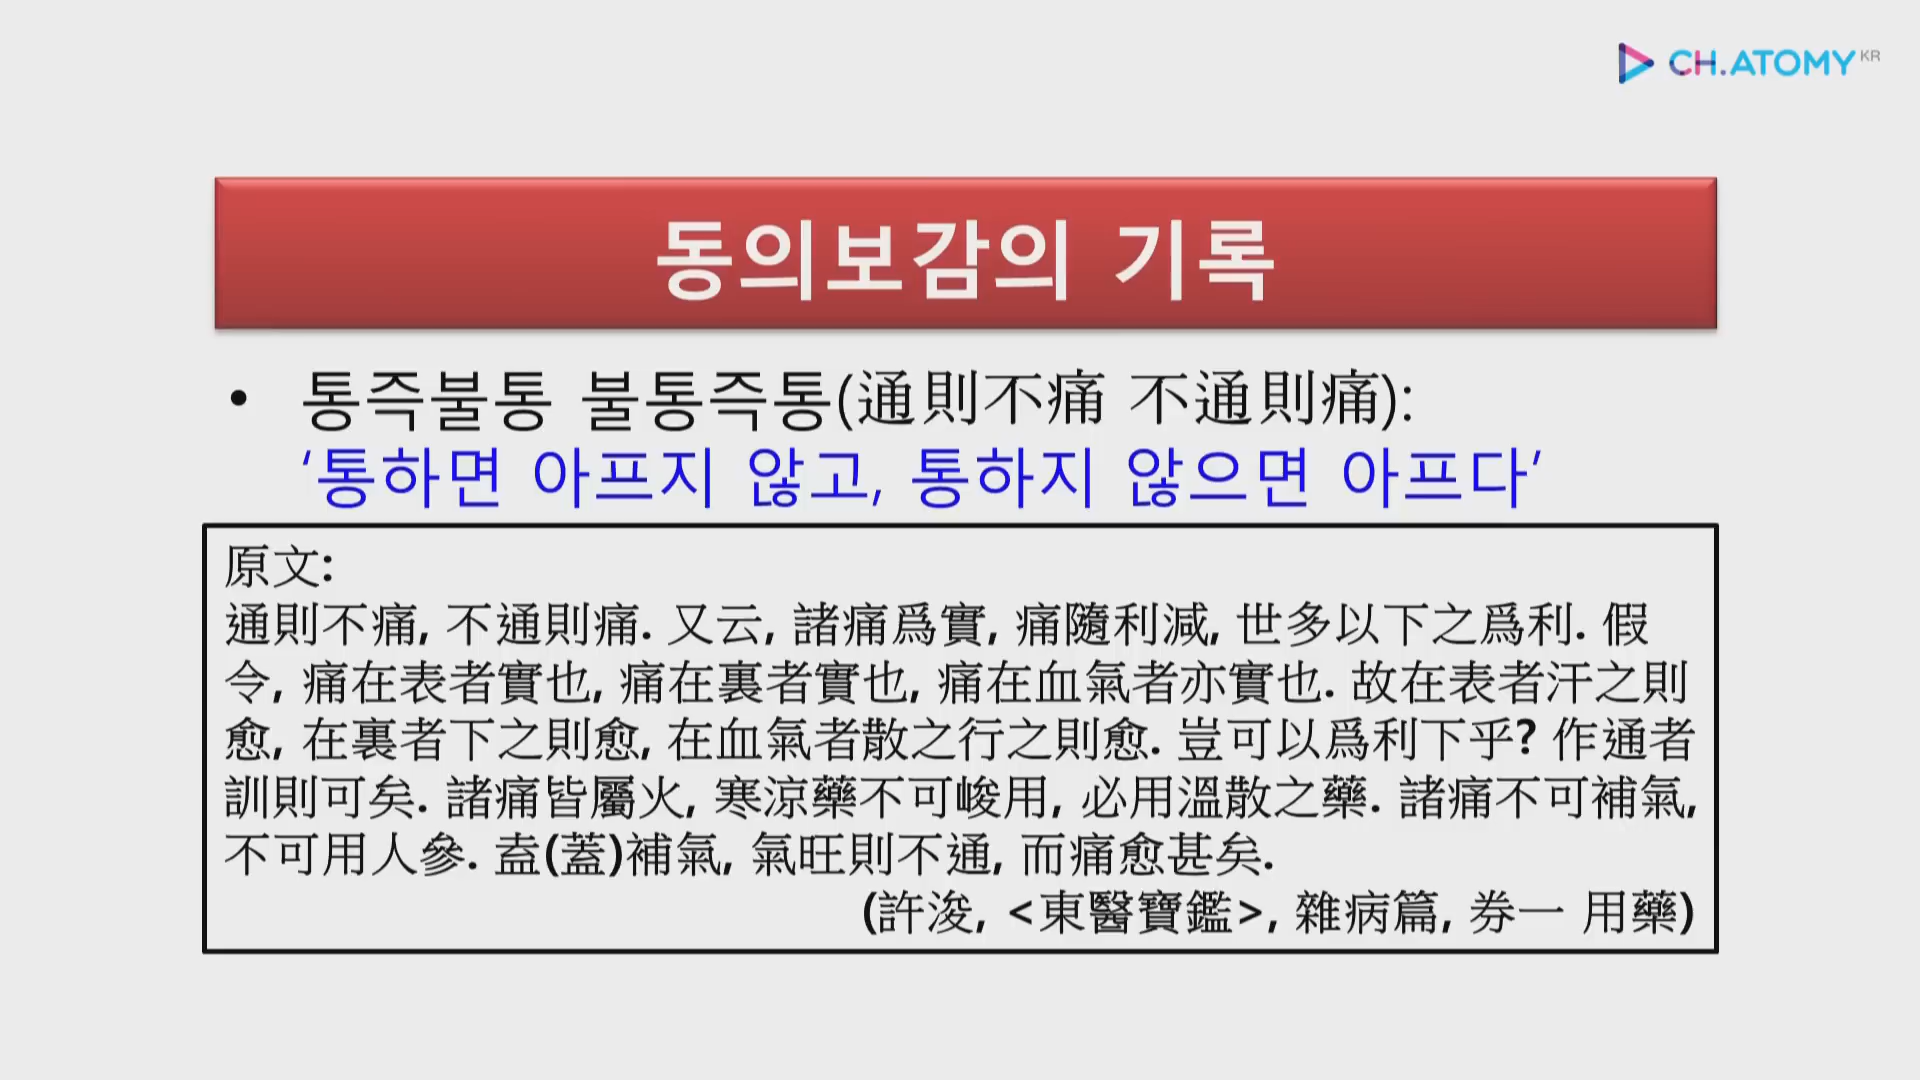 CH.ATOMY KR
동의보감의 기록
• 통즉불통 불통즉통(通則不痛 不通則痛):
‘통하면 아프지 않고, 통하지 않으면 아프다’
原文:
通則不痛, 不通則痛. 又云, 諸痛爲實, 痛隨利減, 世多以下之爲利. 假
令, 痛在表者實也, 痛在裏者實也, 痛在血氣者亦實也. 故在表者汗之則
愈, 在裏者下之則愈, 在血氣者散之行之則愈. 豈可以爲利下乎? 作通者
訓則可矣. 諸痛皆屬火, 寒涼藥不可峻用, 必用溫散之藥. 諸痛不可補氣,
不可用人參. 盍(蓋)補氣, 氣旺則不通, 而痛愈甚矣.
(許浚, <東醫寶鑑>, 雜病篇, 券一 用藥)